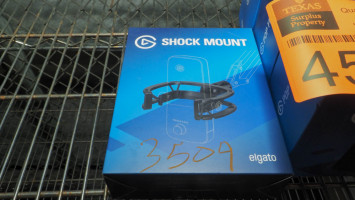 SHOCK MOUNT
TEXAS
Surplus
Property
45
3509
elgato